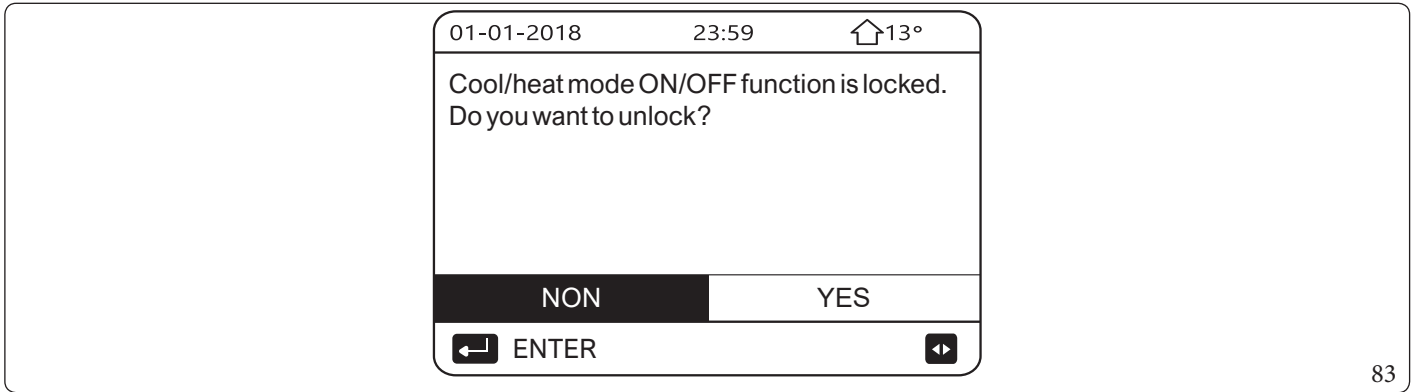 01-01-2018 23:59 13°
Cool/heat mode ON/OFF function is locked.
Do you want to unlock?
NON YES
ENTER
83